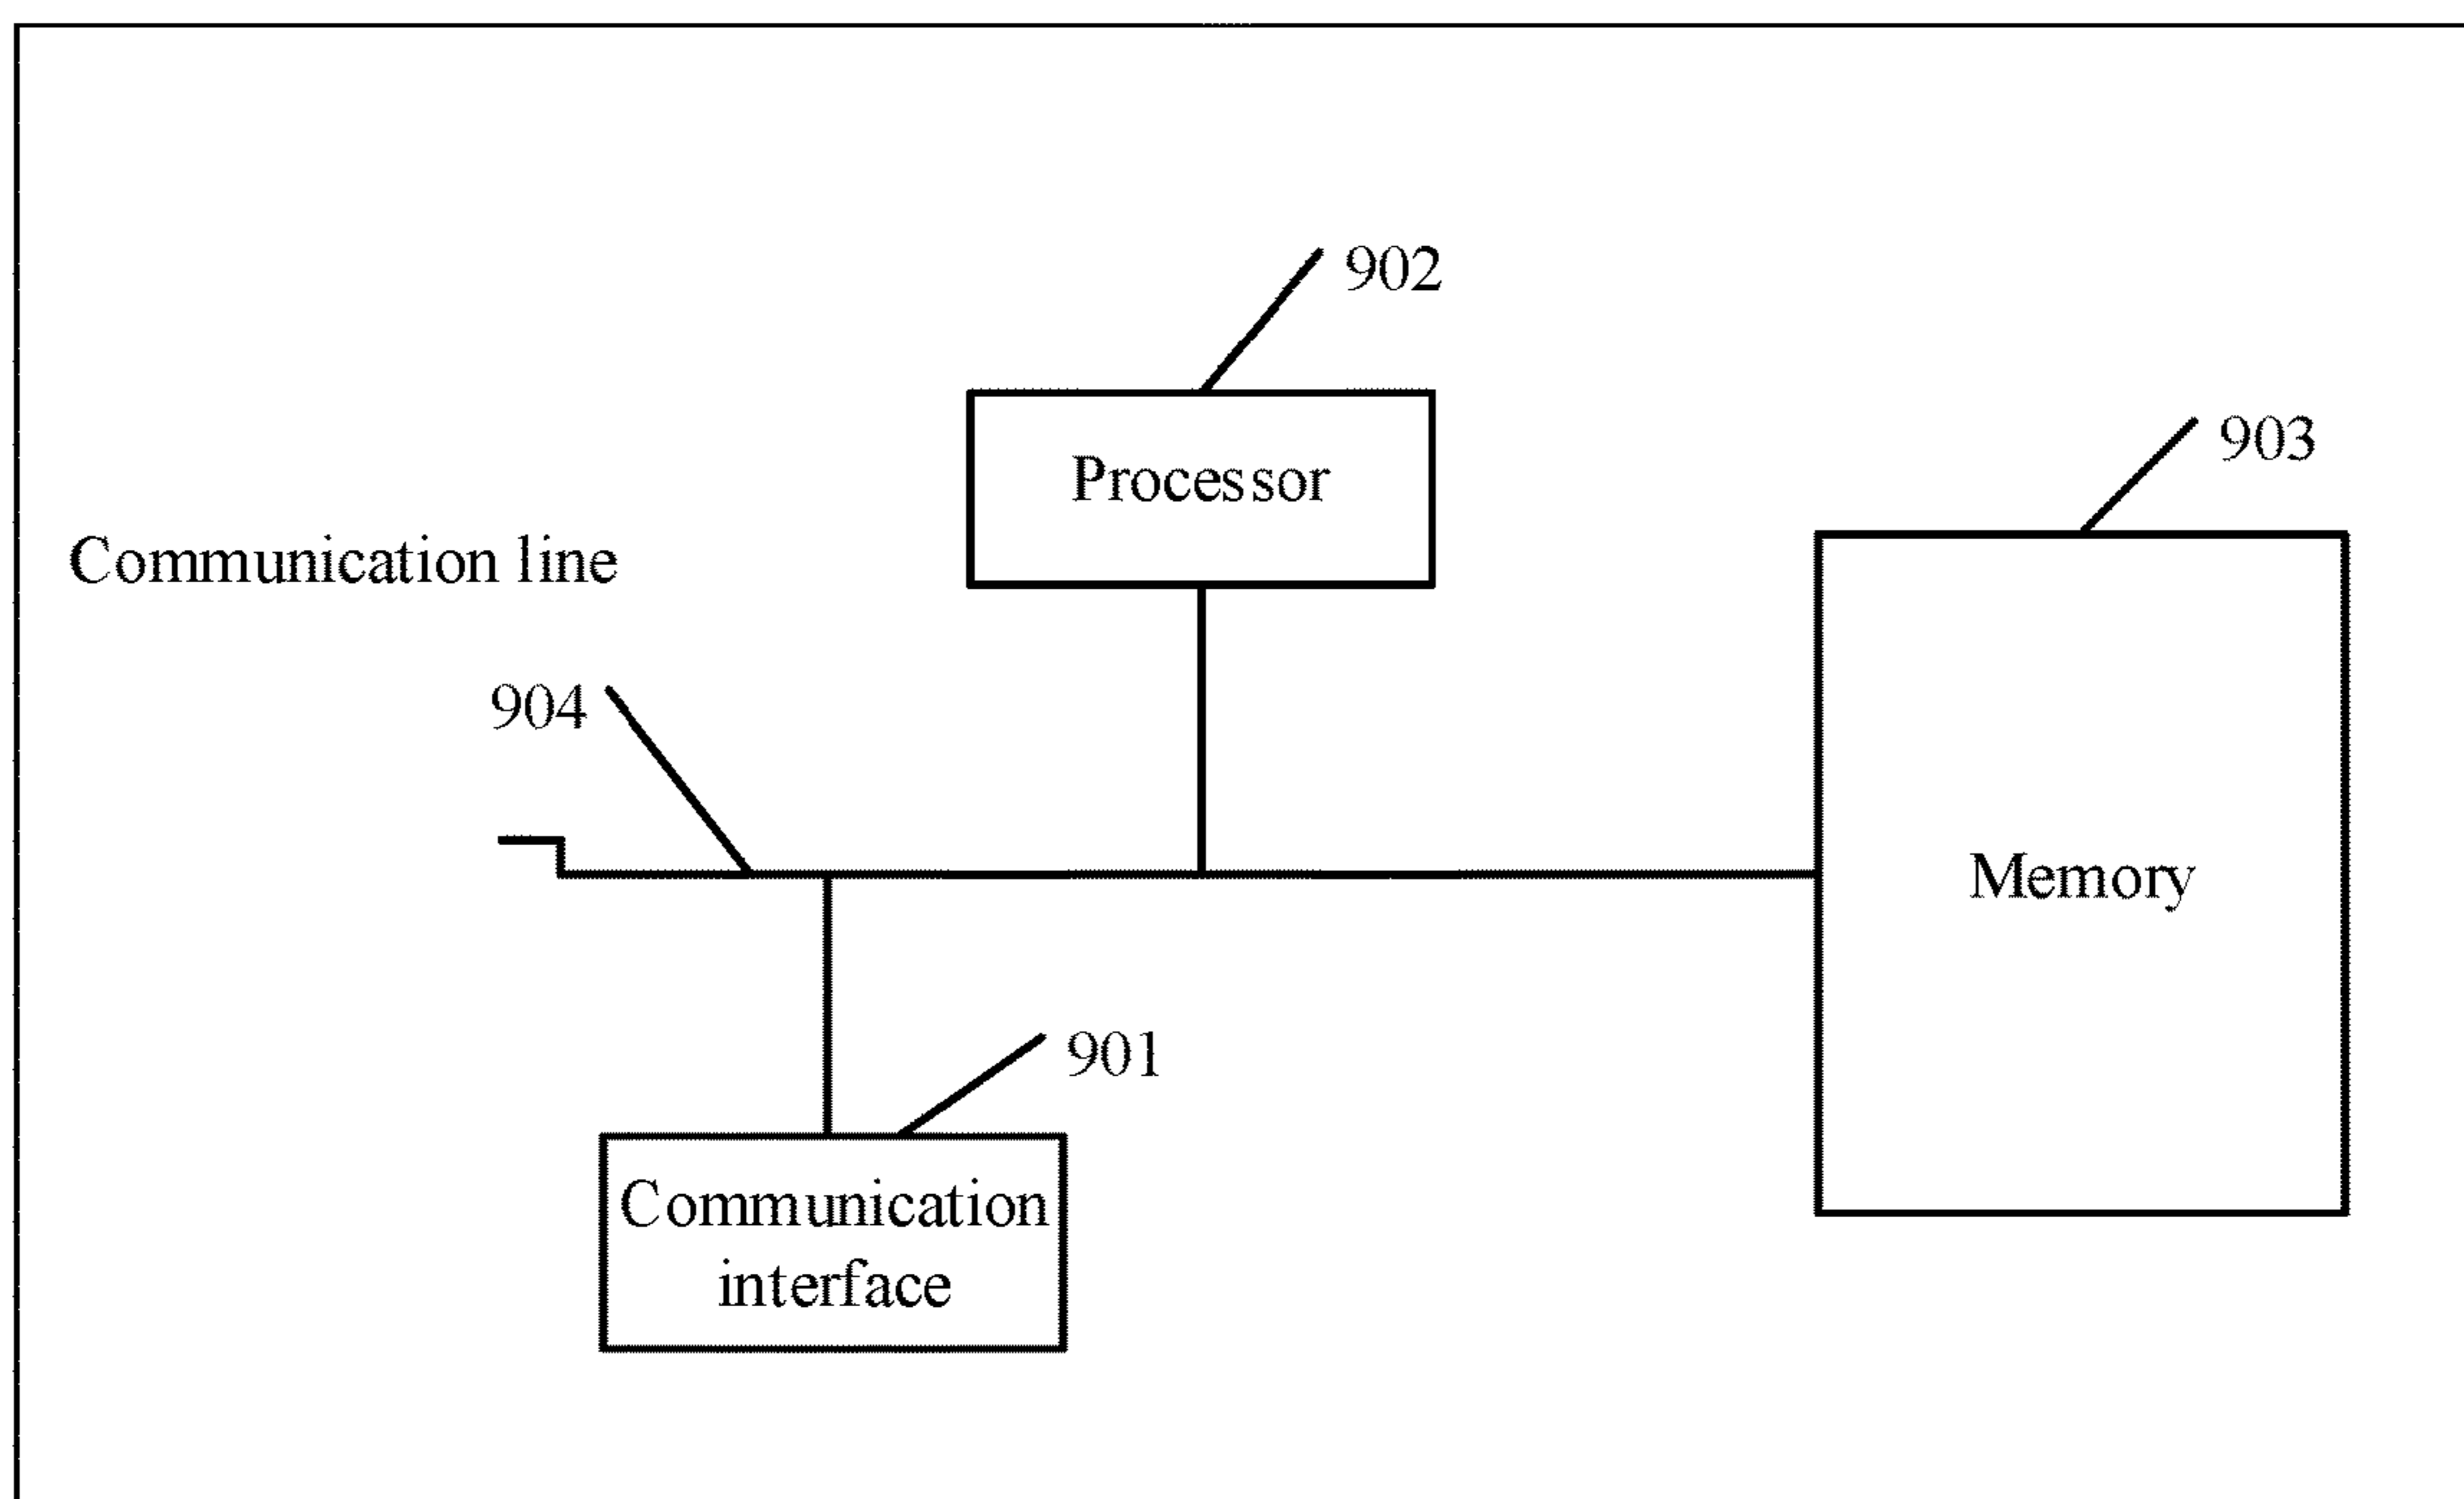 902
Processor
903
Communication line
904
Memory
901
Communication
interface